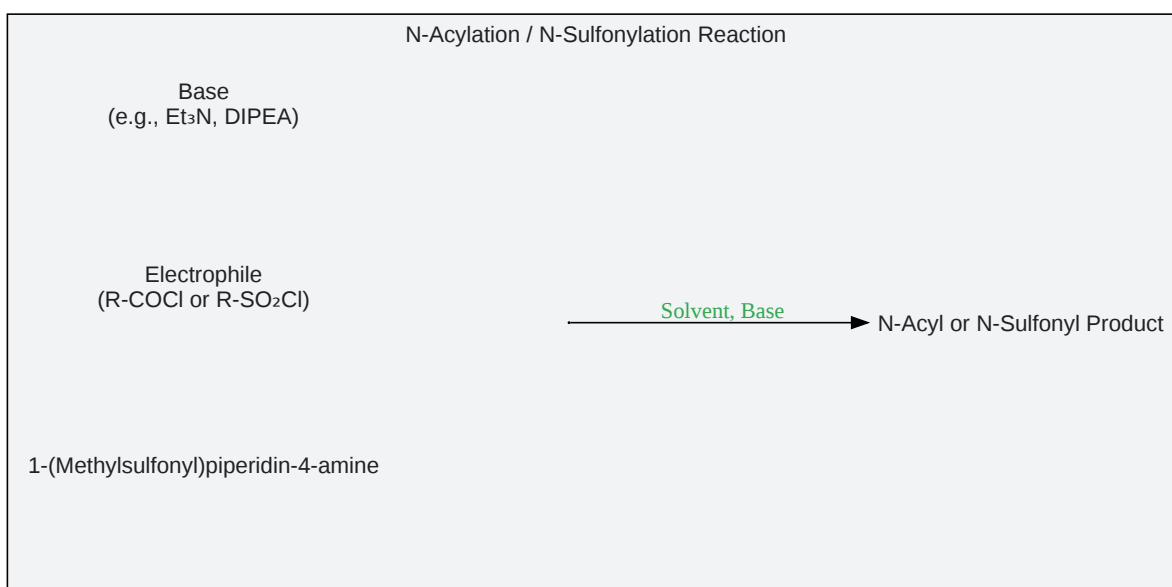 N-Acylation / N-Sulfonylation Reaction
Base
(e.g., Et₃N, DIPEA)
Electrophile
(R-COCl or R-SO₂Cl)
Solvent, Base
N-Acyl or N-Sulfonyl Product
1-(Methylsulfonyl)piperidin-4-amine